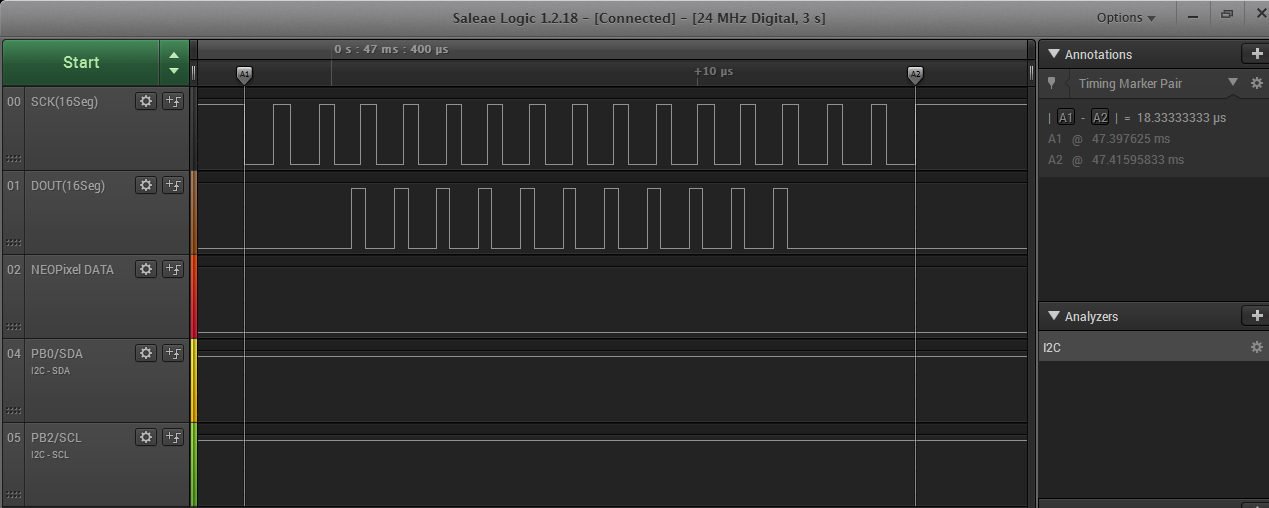 Saleae Logic 1.2.18 - [Connected] - [24 MHz Digital, 3 s]
Options
Start
0 s : 47 ms : 400 µs
+10 µs
A1
A2
00 SCK(16Seg)
01 DOUT(16Seg)
02 NEOPixel DATA
04 PB0/SDA
I2C - SDA
05 PB2/SCL
I2C - SCL
Annotations
Timing Marker Pair
| A1 - A2 | = 18.33333333 µs
A1 @ 47.397625 ms
A2 @ 47.41595833 ms
Analyzers
I2C